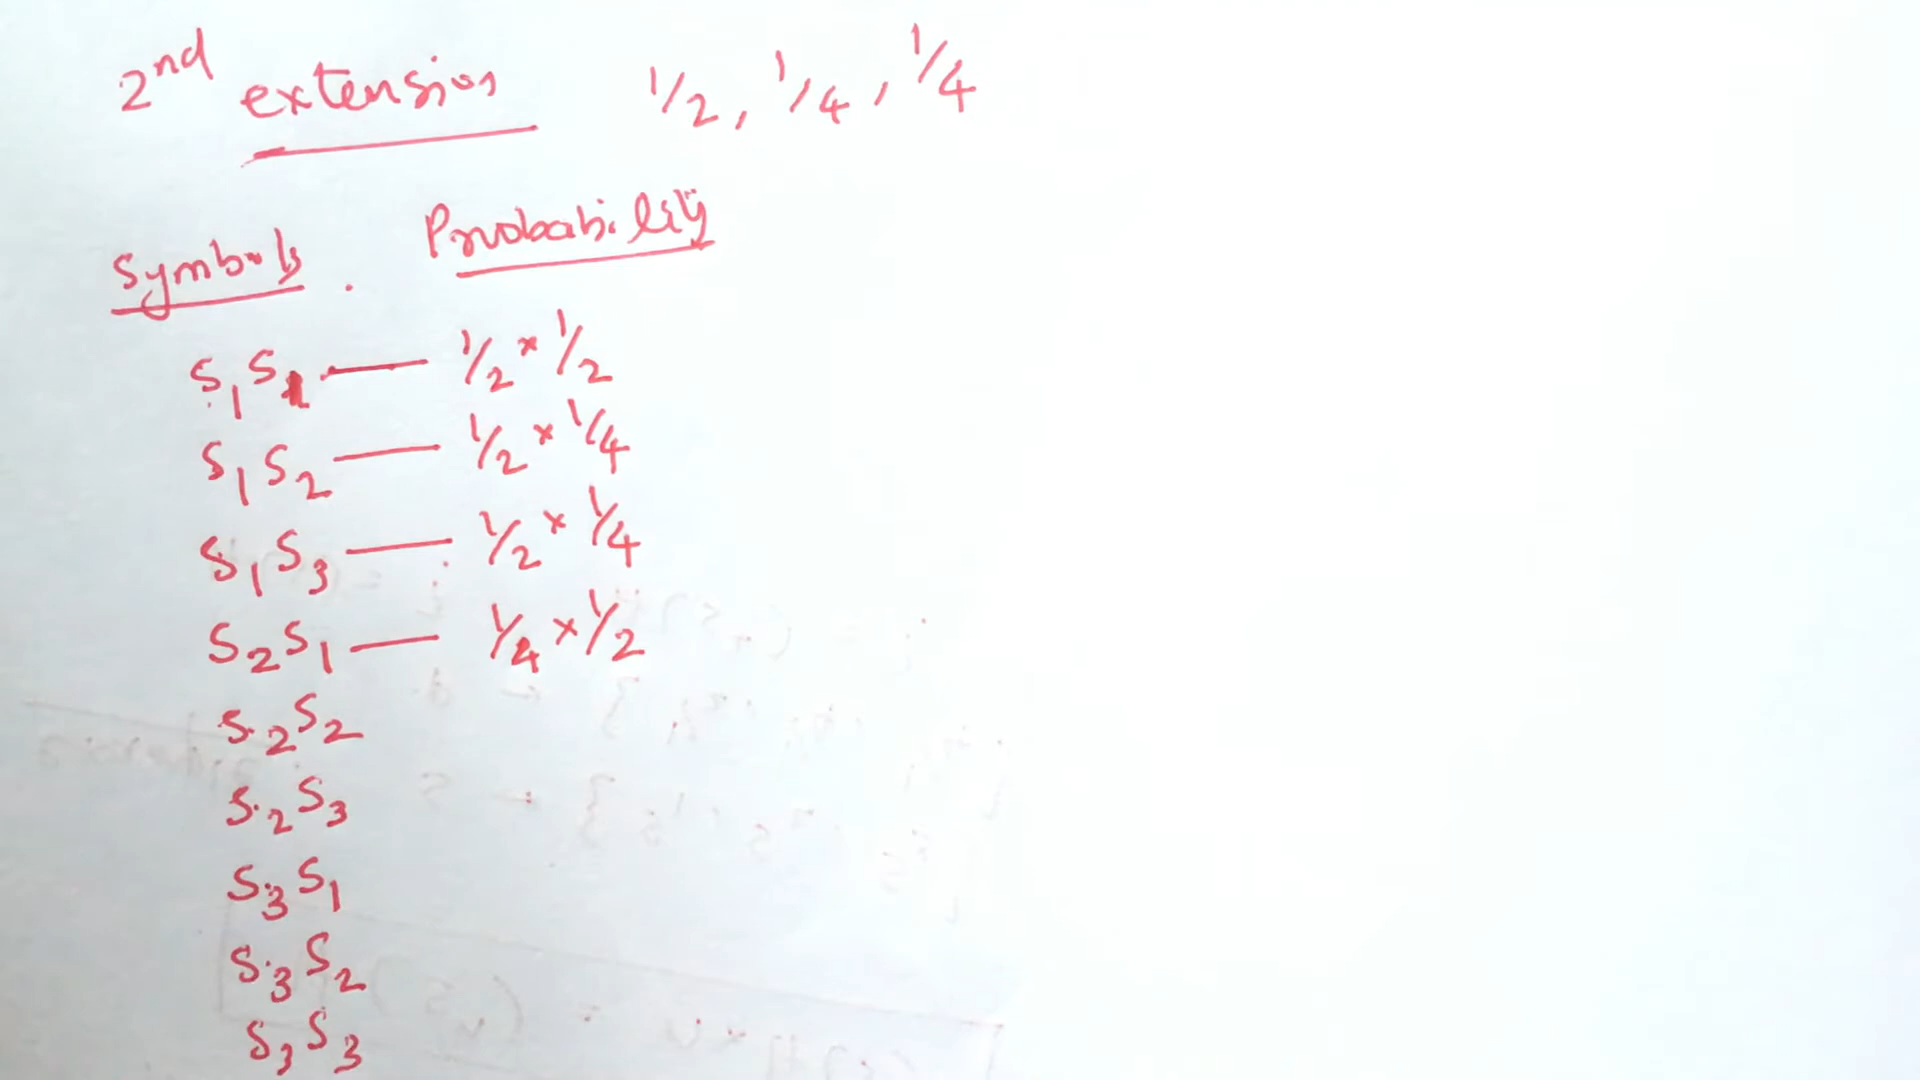 2nd extension 1/2, 1/4, 1/4
Symbols . Probability
S1S1 — 1/2 × 1/2
S1S2 — 1/2 × 1/4
S1S3 — 1/2 × 1/4
S2S1 — 1/4 × 1/2
S2S2
S2S3
S3S1
S3S2
S3S3